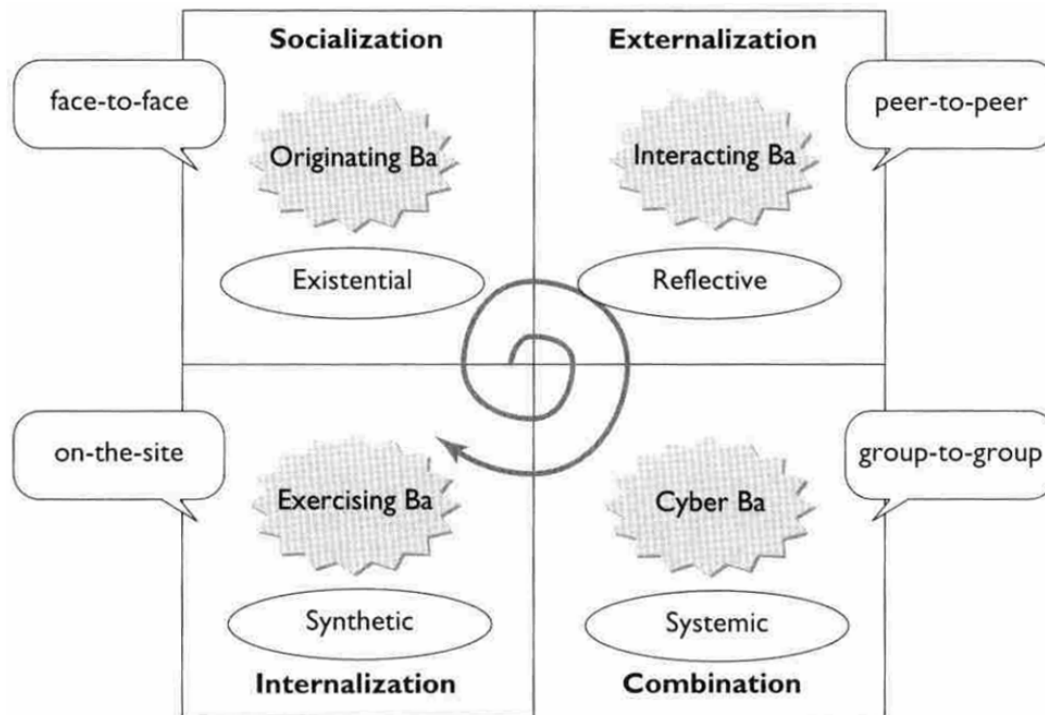 Socialization
Externalization
face-to-face
peer-to-peer
Originating Ba
Interacting Ba
Existential
Reflective
on-the-site
group-to-group
Exercising Ba
Cyber Ba
Synthetic
Systemic
Internalization
Combination